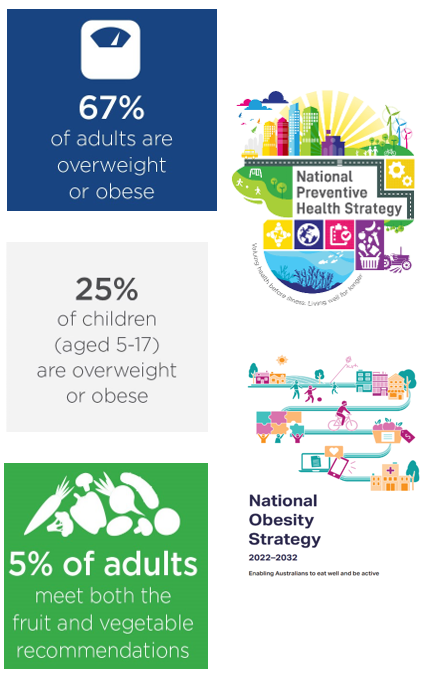 67%
of adults are
overweight
or obese
25%
of children
(aged 5-17)
are overweight
or obese
5% of adults
meet both the
fruit and vegetable
recommendations
National
Preventive
Health Strategy
Valuing health before illness. Living well for longer.
National
Obesity
Strategy
2022–2032
Enabling Australians to eat well and be active